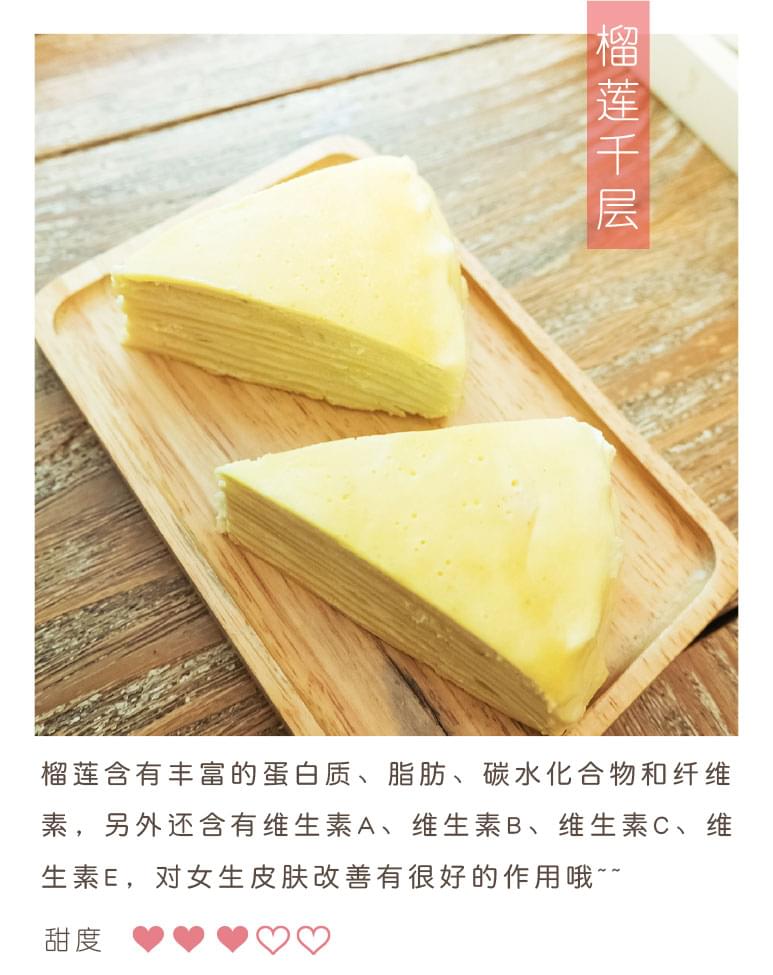 榴莲千层
榴莲含有丰富的蛋白质、脂肪、碳水化合物和纤维
素，另外还含有维生素A、维生素B、维生素C、维
生素E，对女生皮肤改善有很好的作用哦~~
甜度